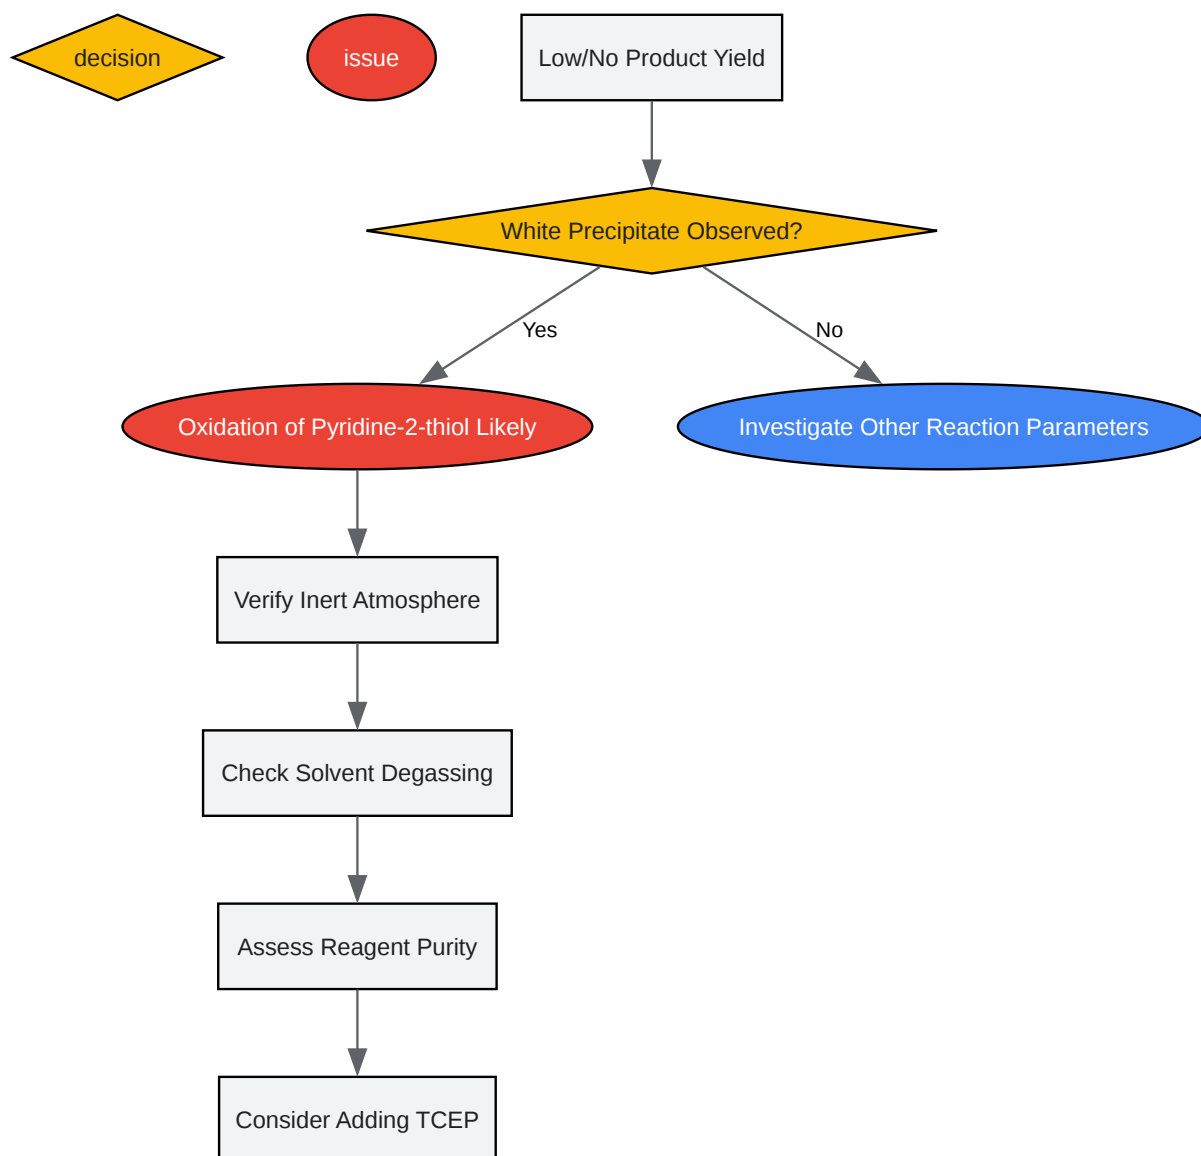 decision
issue
Low/No Product Yield
White Precipitate Observed?
Yes
No
Oxidation of Pyridine-2-thiol Likely
Investigate Other Reaction Parameters
Verify Inert Atmosphere
Check Solvent Degassing
Assess Reagent Purity
Consider Adding TCEP